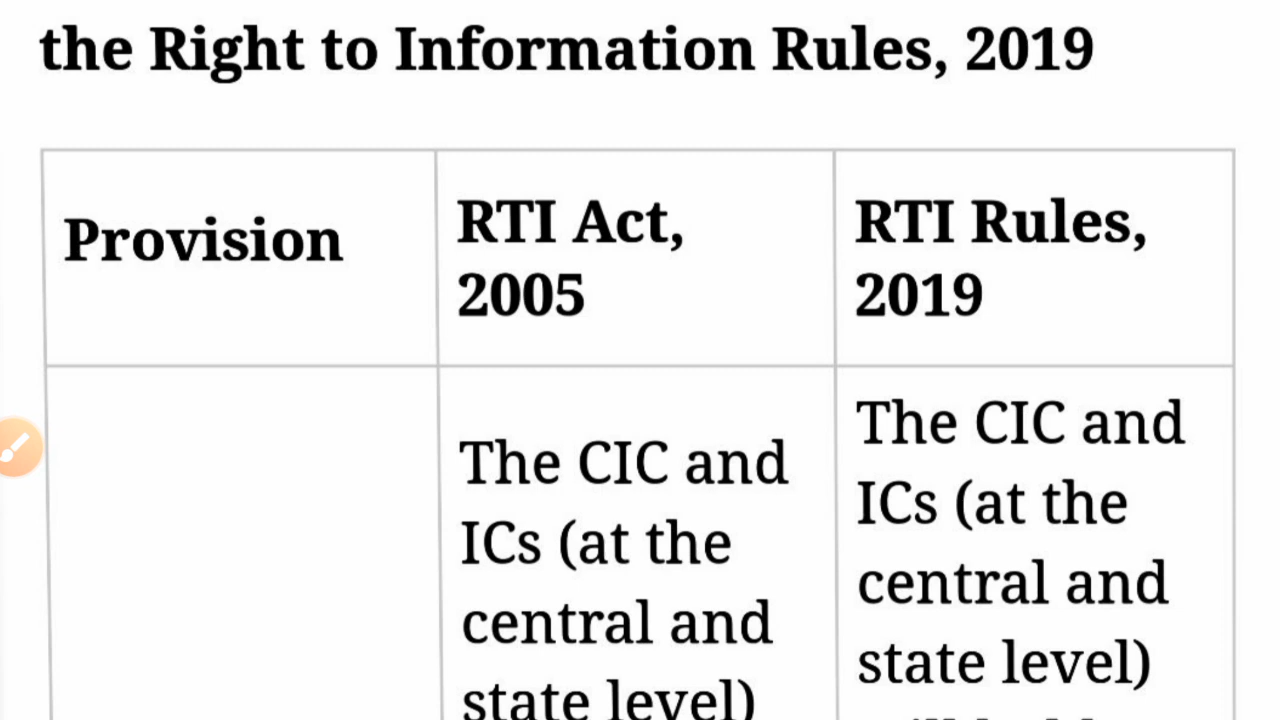 the Right to Information Rules, 2019
Provision
RTI Act,
2005
RTI Rules,
2019
The CIC and
ICs (at the
central and
state level)
The CIC and
ICs (at the
central and
state level)